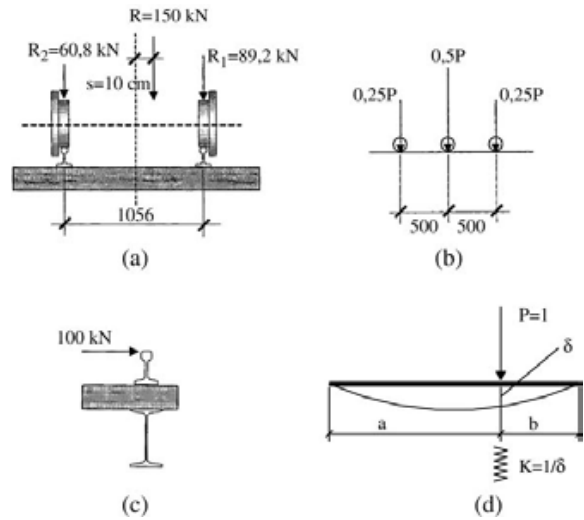 R=150 kN
R2=60,8 kN
R1=89,2 kN
s=10 cm
1056
(a)
0,5P
0,25P 0,25P
500 500
(b)
100 kN
(c)
P=1
δ
a b
K=1/δ
(d)